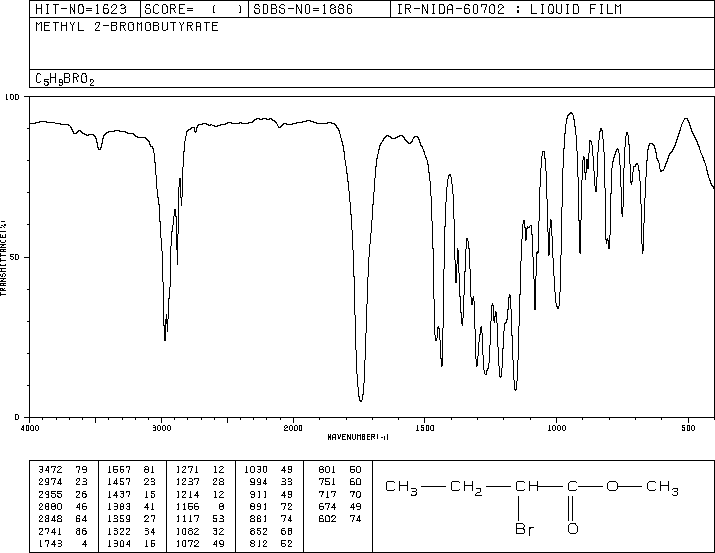 HIT-NO=1623 SCORE= ( ) SDBS-NO=1886 IR-NIDA-60702 : LIQUID FILM
METHYL 2-BROMOBUTYRATE
C5H9BRO2
100
50
0
TRANSMITTANCE(%)
4000 3000 2000 1500 1000 500
WAVENUMBER(-1)
3472 79 1567 81 1271 12 1030 49 801 50
2974 23 1457 23 1237 28 994 33 751 60
2955 26 1437 15 1214 12 911 49 717 70
2880 46 1383 41 1156 8 891 72 674 49
2848 64 1359 27 1117 53 881 74 602 74
2741 86 1322 34 1082 32 852 68
1743 4 1304 15 1072 49 812 52
CH3 CH2 CH C O CH3
Br O